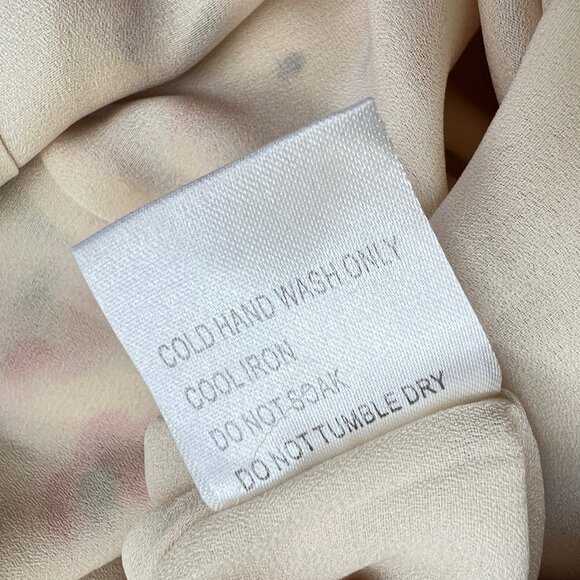 COLD HAND WASH ONLY
COOL IRON
DO NOT SOAK
DO NOT TUMBLE DRY